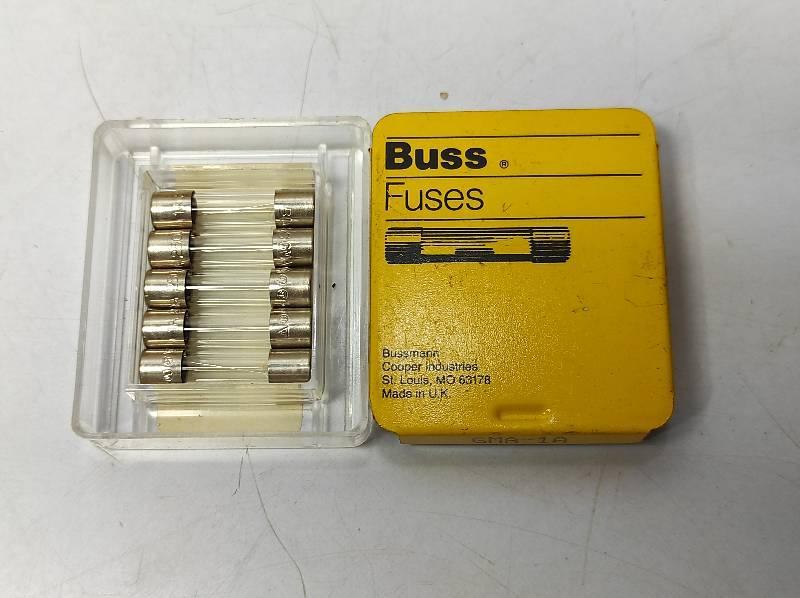 Buss ®
Fuses
Bussmann
Cooper Industries
St. Louis, MO 63178
Made in U.K.
GMA-1A